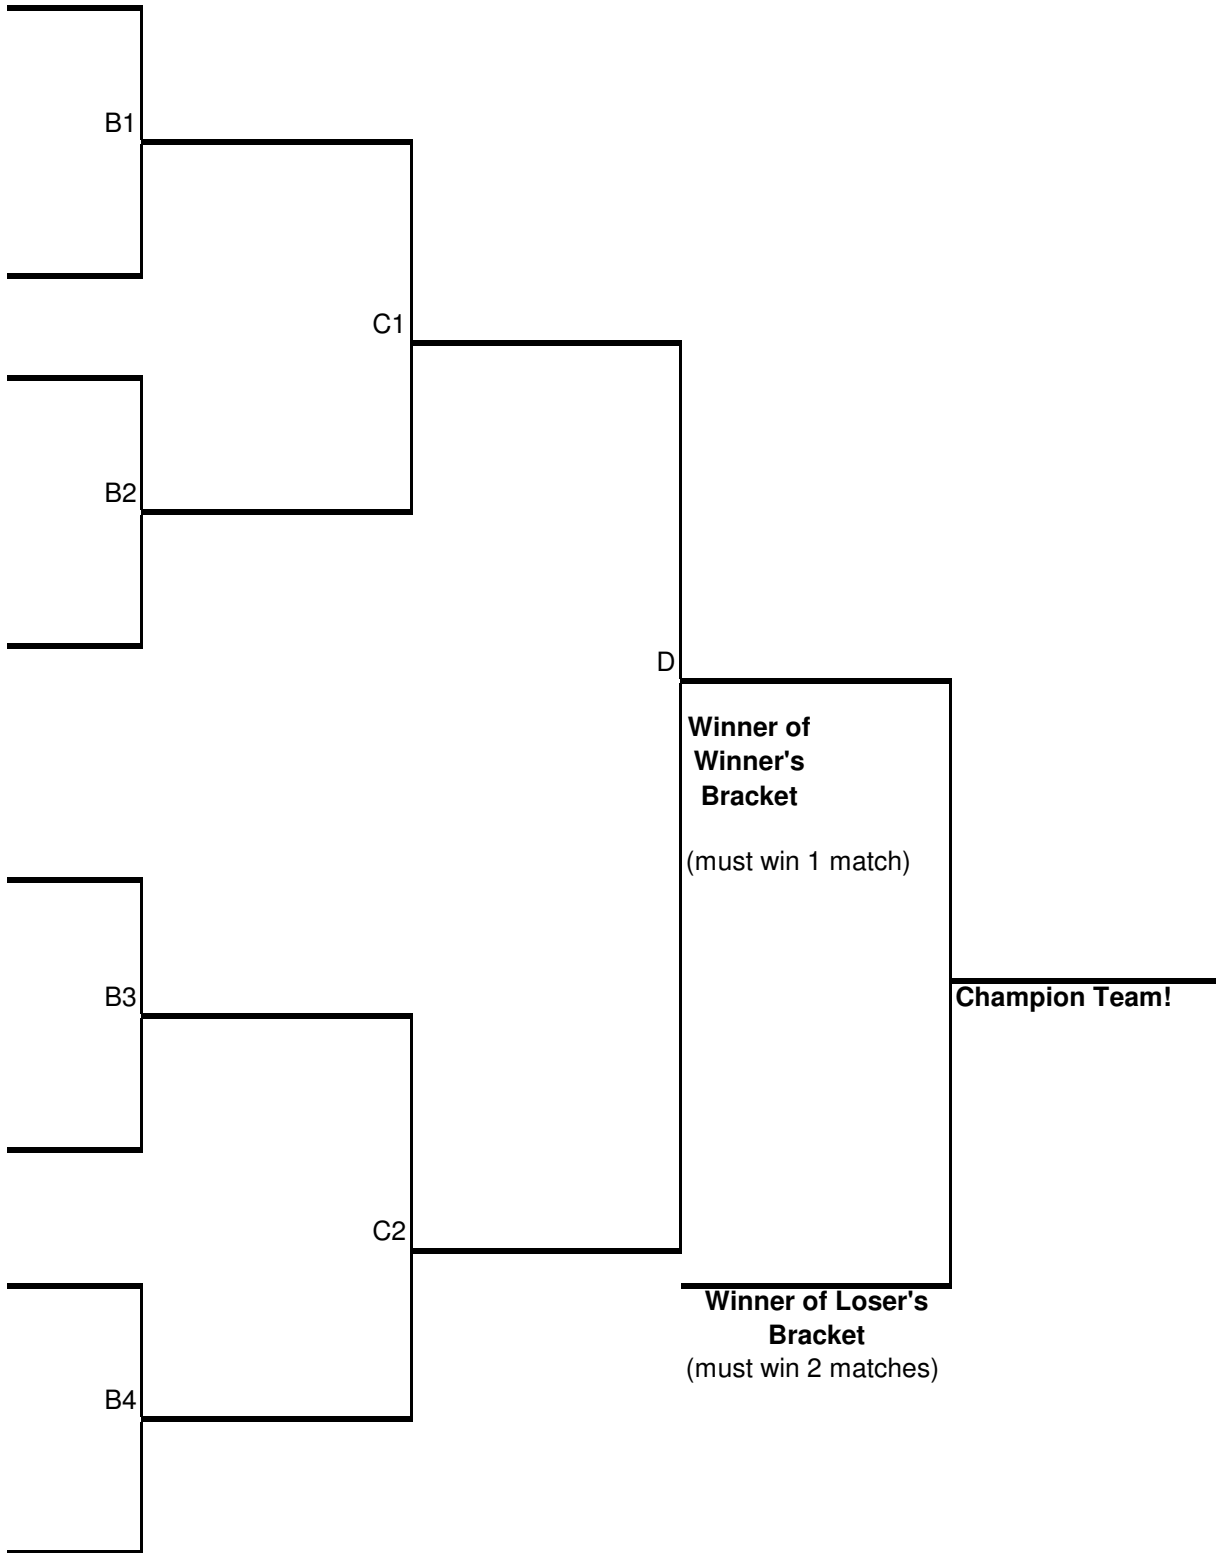 B1
C1
B2
D
Winner of
Winner's
Bracket
(must win 1 match)
B3
Champion Team!
C2
Winner of Loser's
Bracket
(must win 2 matches)
B4